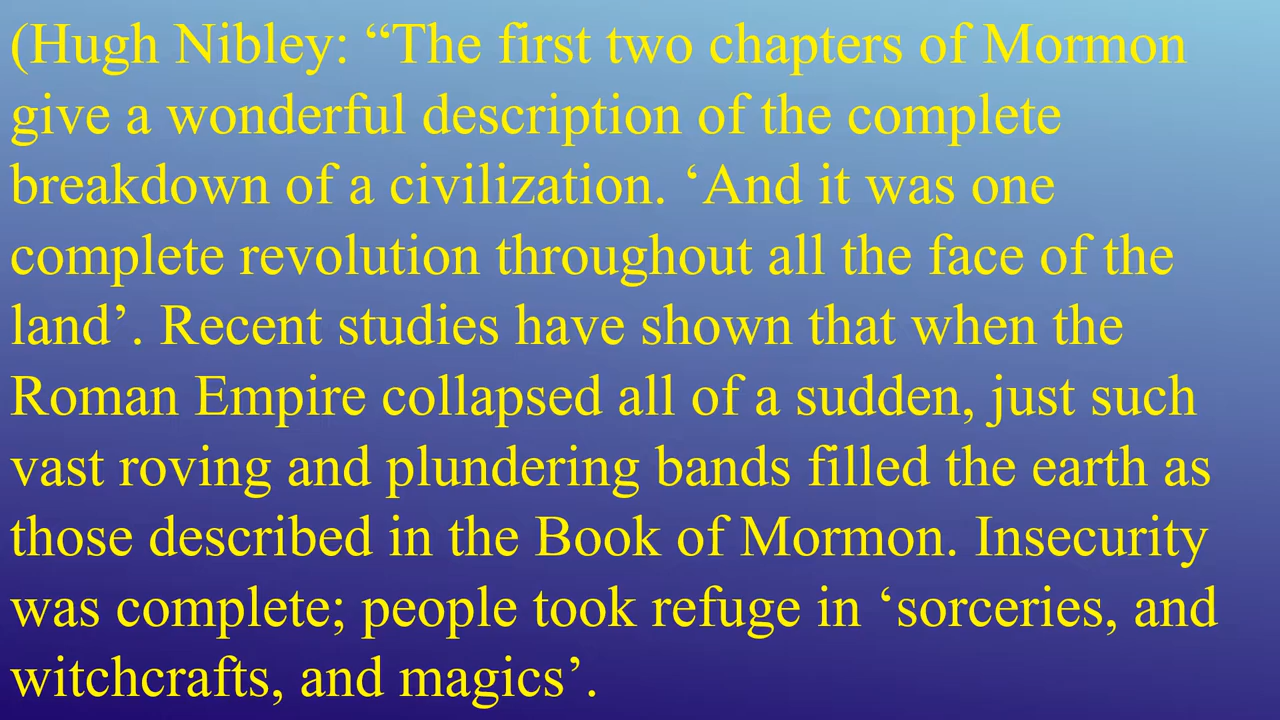 (Hugh Nibley: “The first two chapters of Mormon
give a wonderful description of the complete
breakdown of a civilization. ‘And it was one
complete revolution throughout all the face of the
land’. Recent studies have shown that when the
Roman Empire collapsed all of a sudden, just such
vast roving and plundering bands filled the earth as
those described in the Book of Mormon. Insecurity
was complete; people took refuge in ‘sorceries, and
witchcrafts, and magics’.